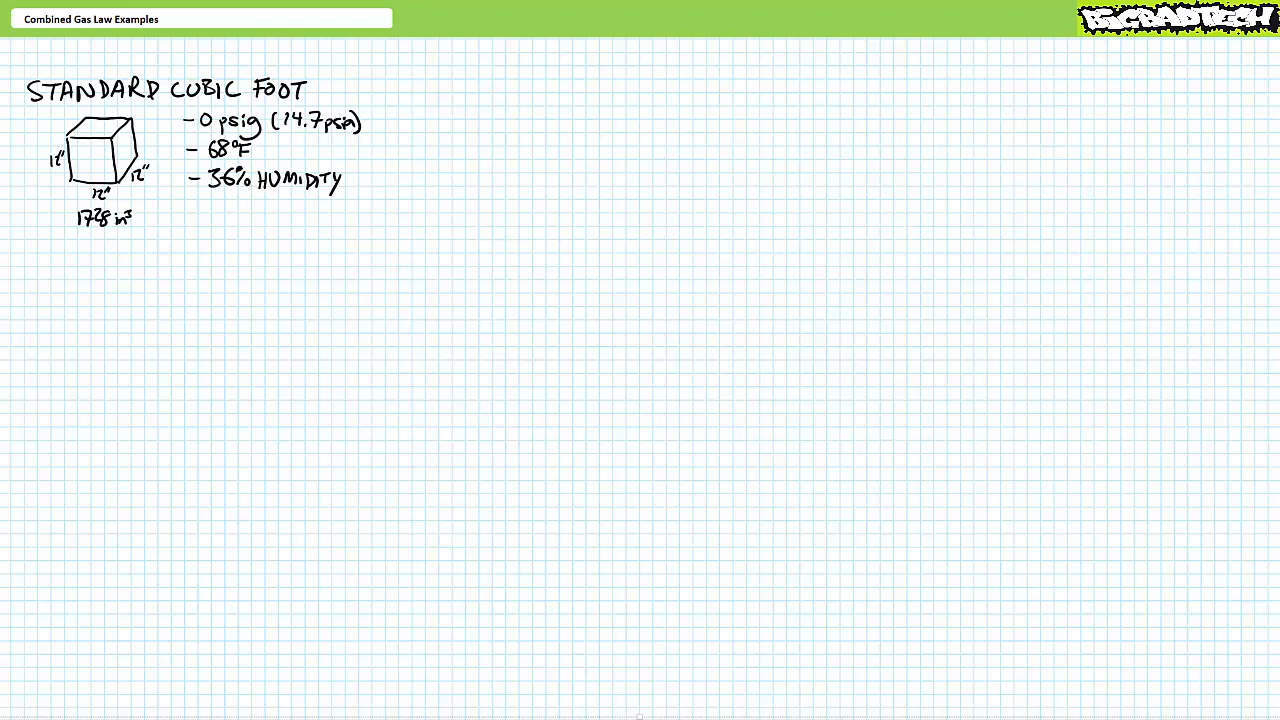 Combined Gas Law Examples
BIGBADTECH
STANDARD CUBIC FOOT
- 0 psig (14.7 psia)
- 68°F
- 36% HUMIDITY
12"
12"
12"
1728 in³